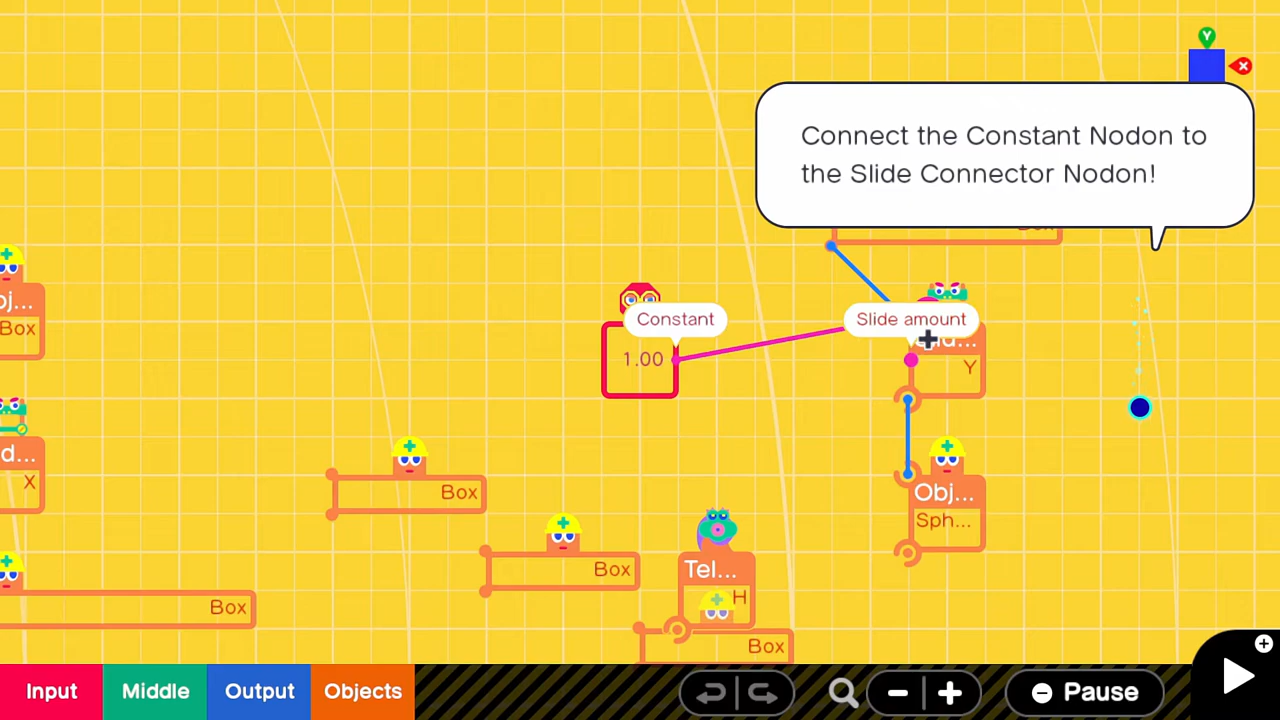 Y
X
Connect the Constant Nodon to
the Slide Connector Nodon!
Constant
Slide amount
1.00
Y
Box
X
Box
Obj...
Sph...
Box
Tel...
H
Box
Box
Input
Middle
Output
Objects
Pause